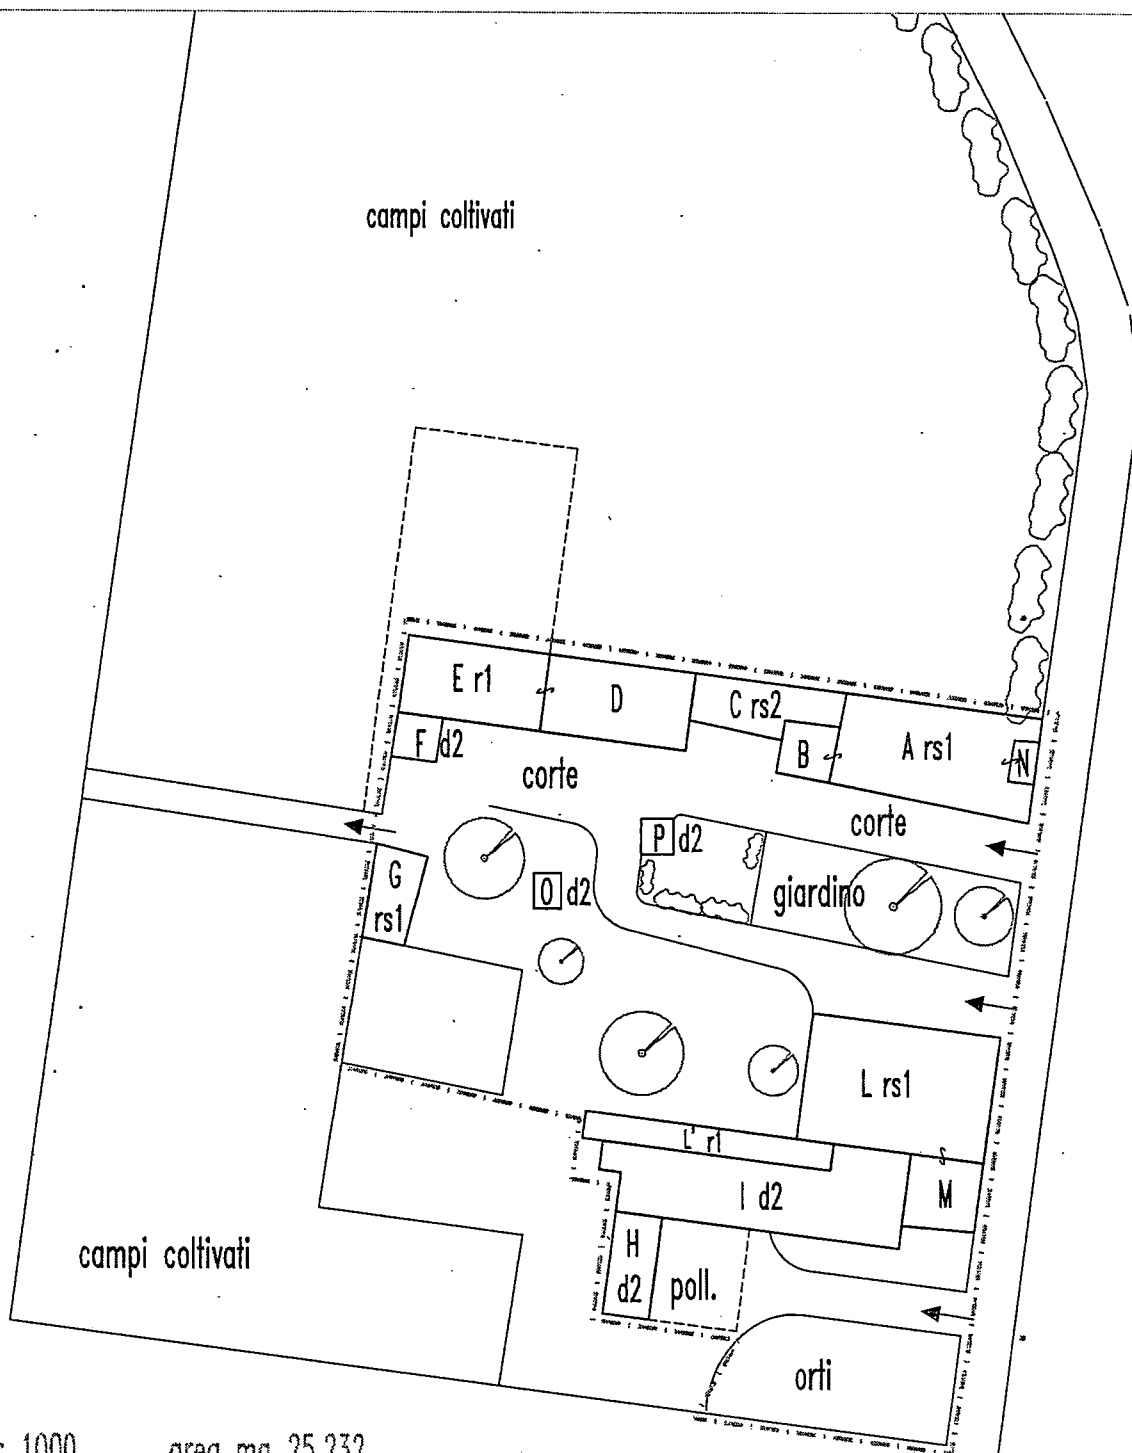 campi coltivati
E r1
D
C rs2
B
A rs1
N
F d2
corte
corte
P d2
G
rs1
O d2
giardino
L rs1
L' r1
I d2
M
H
d2
poll.
campi coltivati
orti
1000 area mq 25.232